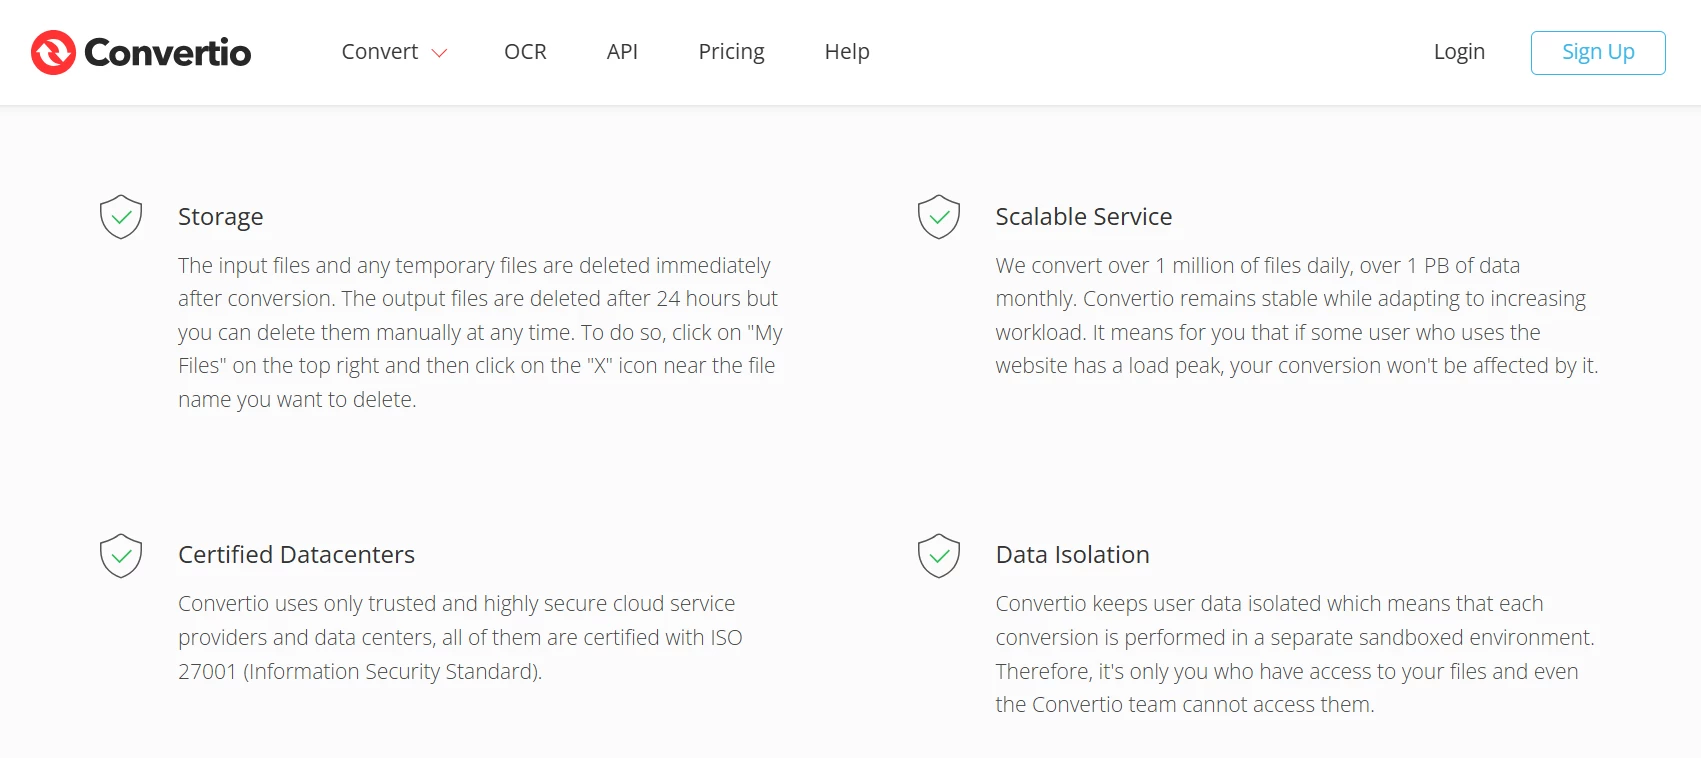 Convertio
Convert
OCR
API
Pricing
Help
Login
Sign Up
Storage
The input files and any temporary files are deleted immediately
after conversion. The output files are deleted after 24 hours but
you can delete them manually at any time. To do so, click on "My
Files" on the top right and then click on the "X" icon near the file
name you want to delete.
Scalable Service
We convert over 1 million of files daily, over 1 PB of data
monthly. Convertio remains stable while adapting to increasing
workload. It means for you that if some user who uses the
website has a load peak, your conversion won't be affected by it.
Certified Datacenters
Convertio uses only trusted and highly secure cloud service
providers and data centers, all of them are certified with ISO
27001 (Information Security Standard).
Data Isolation
Convertio keeps user data isolated which means that each
conversion is performed in a separate sandboxed environment.
Therefore, it's only you who have access to your files and even
the Convertio team cannot access them.